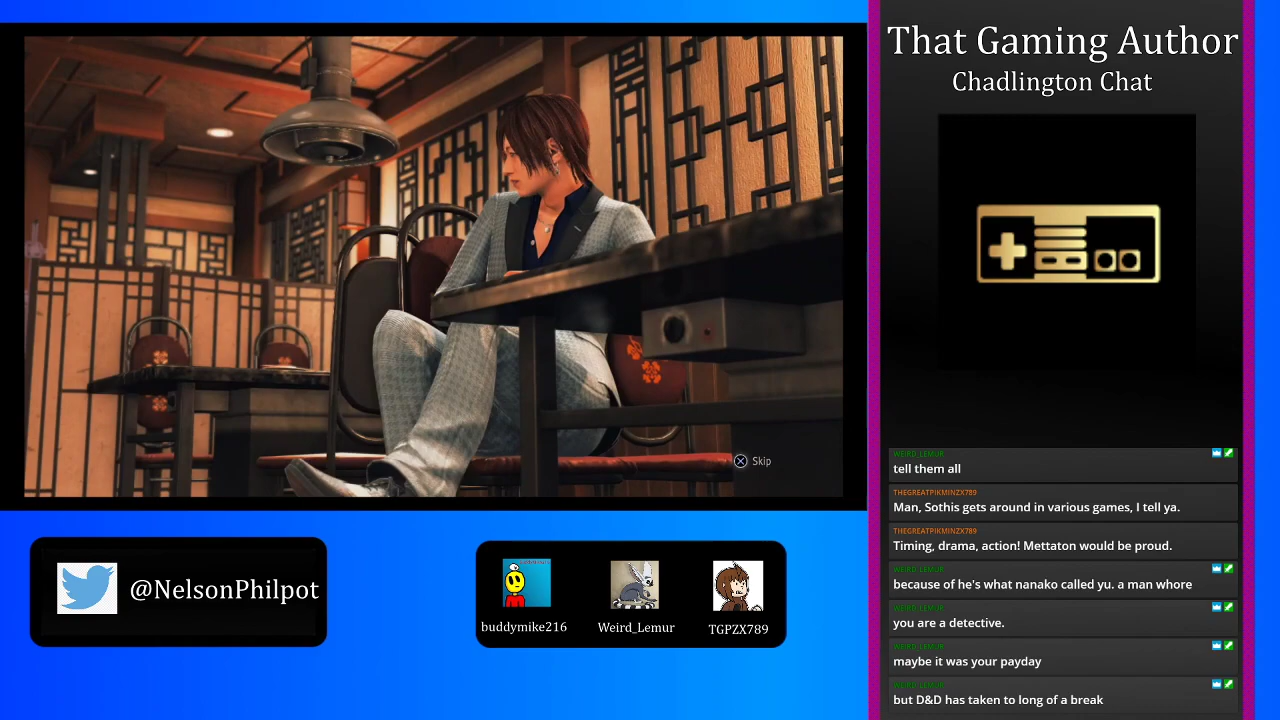 That Gaming Author
Chadlington Chat
Skip
WEIRD_LEMUR
tell them all
THEGREATPIKMINZX789
Man, Sothis gets around in various games, I tell ya.
THEGREATPIKMINZX789
Timing, drama, action! Mettaton would be proud.
WEIRD_LEMUR
because of he's what nanako called yu. a man whore
WEIRD_LEMUR
you are a detective.
WEIRD_LEMUR
maybe it was your payday
WEIRD_LEMUR
but D&D has taken to long of a break
@NelsonPhilpot
buddymike216
Weird_Lemur
TGPZX789